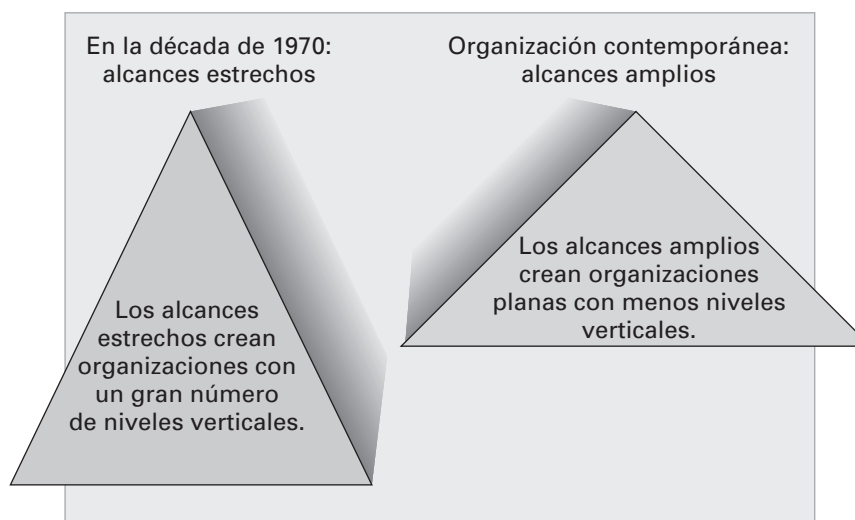 En la década de 1970:
alcances estrechos
Organización contemporánea:
alcances amplios
Los alcances
estrechos crean
organizaciones con
un gran número
de niveles verticales.
Los alcances amplios
crean organizaciones
planas con menos niveles
verticales.